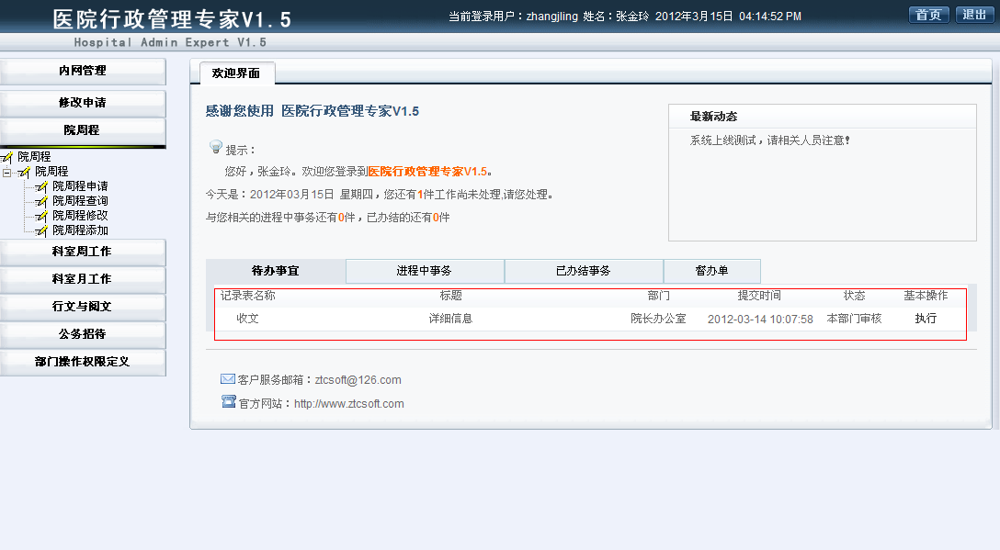 医院行政管理专家V1.5
当前登录用户：zhangjling 姓名：张金玲 2012年3月15日 04:14:52 PM
首页 退出
Hospital Admin Expert V1.5
内网管理
修改申请
院周程
院周程
院周程
院周程申请
院周程查询
院周程修改
院周程添加
科室周工作
科室月工作
行文与阅文
公务招待
部门操作权限定义
欢迎界面
感谢您使用 医院行政管理专家V1.5
提示：
您好，张金玲。欢迎您登录到医院行政管理专家V1.5。
今天是：2012年03月15日 星期四，您还有1件工作尚未处理,请您处理。
与您相关的进程中事务还有0件，已办结的还有0件
最新动态
系统上线测试，请相关人员注意！
待办事宜 进程中事务 已办结事务 督办单
记录表名称 标题 部门 提交时间 状态 基本操作
收文 详细信息 院长办公室 2012-03-14 10:07:58 本部门审核 执行
客户服务邮箱：ztcsoft@126.com
官方网站：http://www.ztcsoft.com